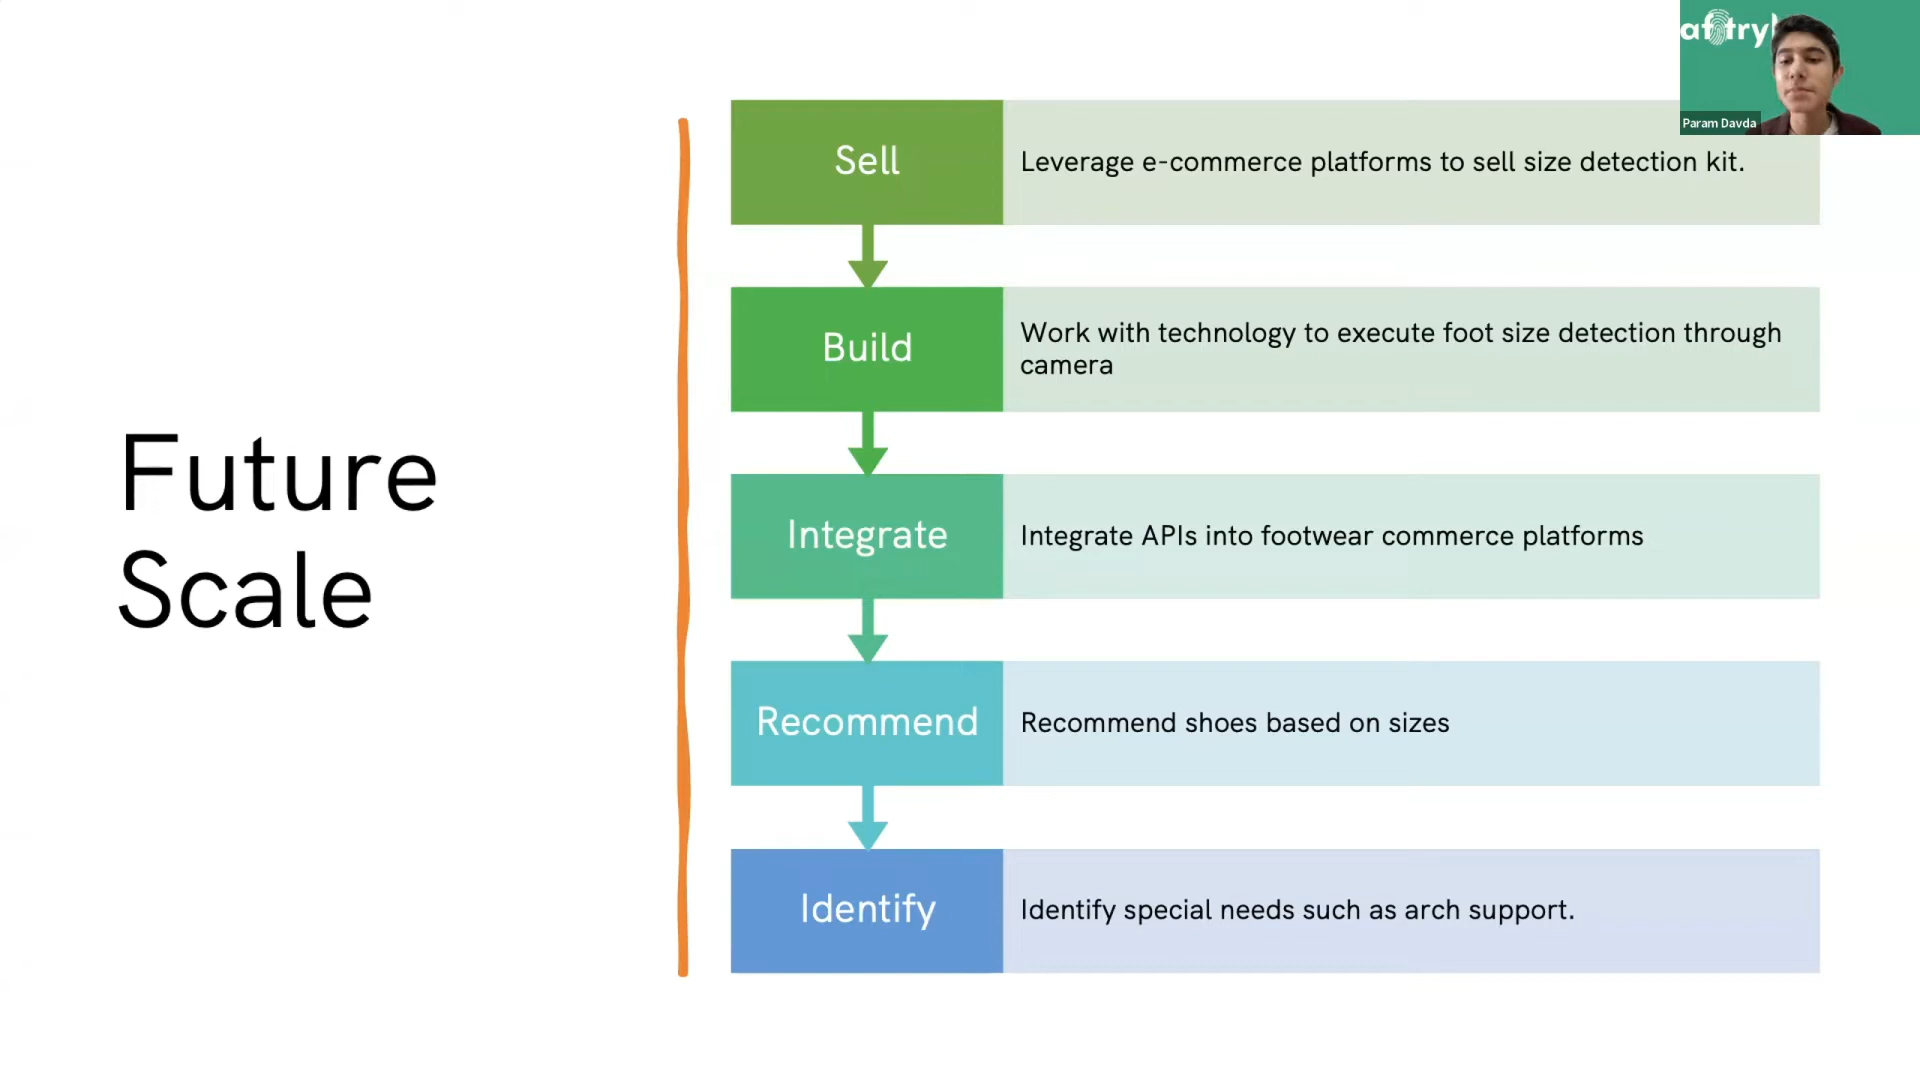 Param Davda
Sell
Leverage e-commerce platforms to sell size detection kit.
Build
Work with technology to execute foot size detection through
camera
Integrate
Integrate APIs into footwear commerce platforms
Future
Scale
Recommend
Recommend shoes based on sizes
Identify
Identify special needs such as arch support.